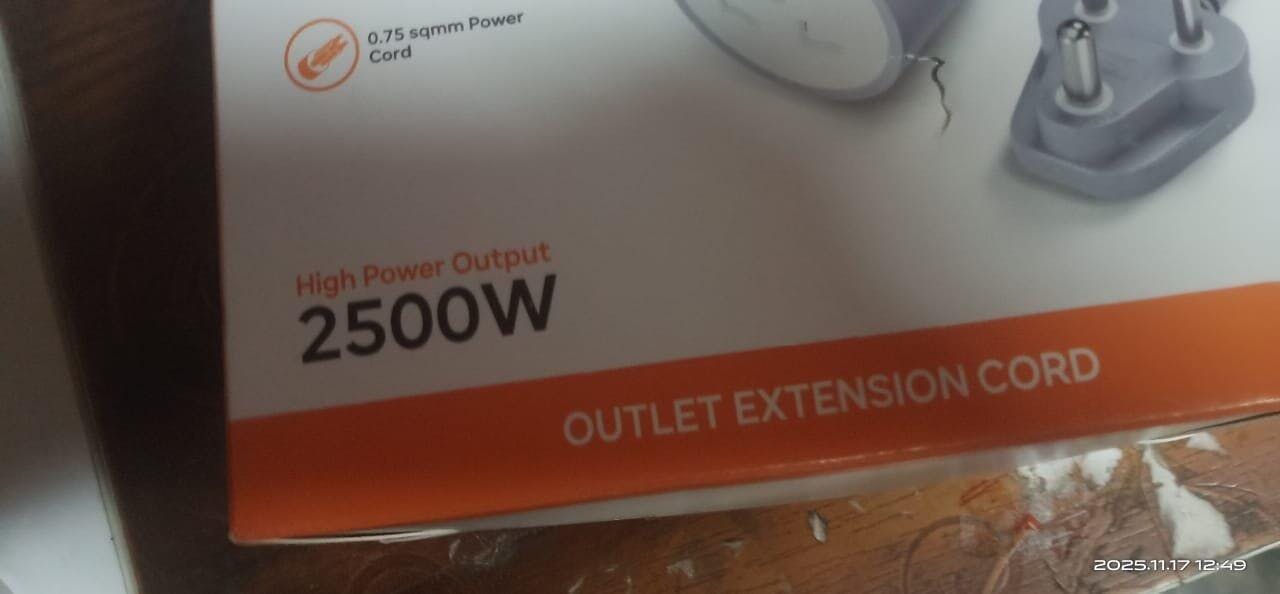 0.75 sqmm Power
Cord
High Power Output
2500W
OUTLET EXTENSION CORD
2025.11.17 12:49